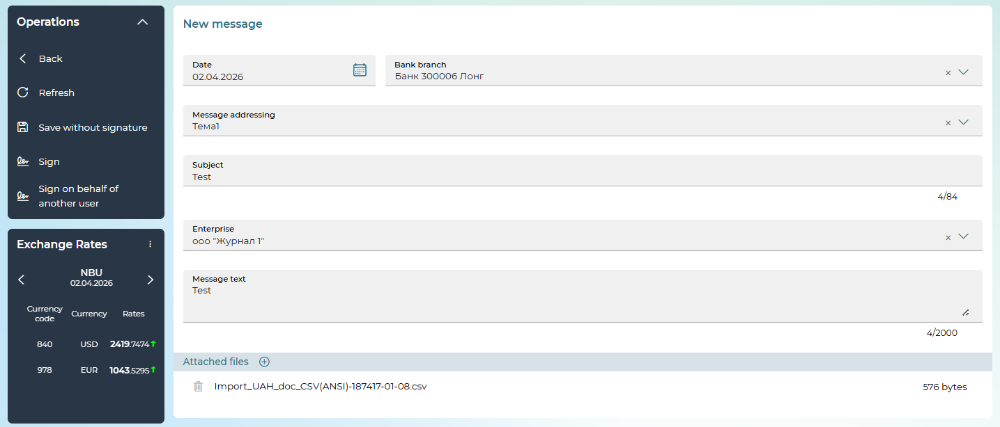 Operations
Back
Refresh
Save without signature
Sign
Sign on behalf of
another user
Exchange Rates
NBU
02.04.2026
Currency
code
Currency
Rates
840 USD 2419.7474
978 EUR 1043.5295
New message
Date
02.04.2026
Bank branch
Банк 300006 Лонг
Message addressing
Тема1
Subject
Test
4/84
Enterprise
ооо "Журнал 1"
Message text
Test
4/2000
Attached files
Import_UAH_doc_CSV(ANSI)-187417-01-08.csv 576 bytes